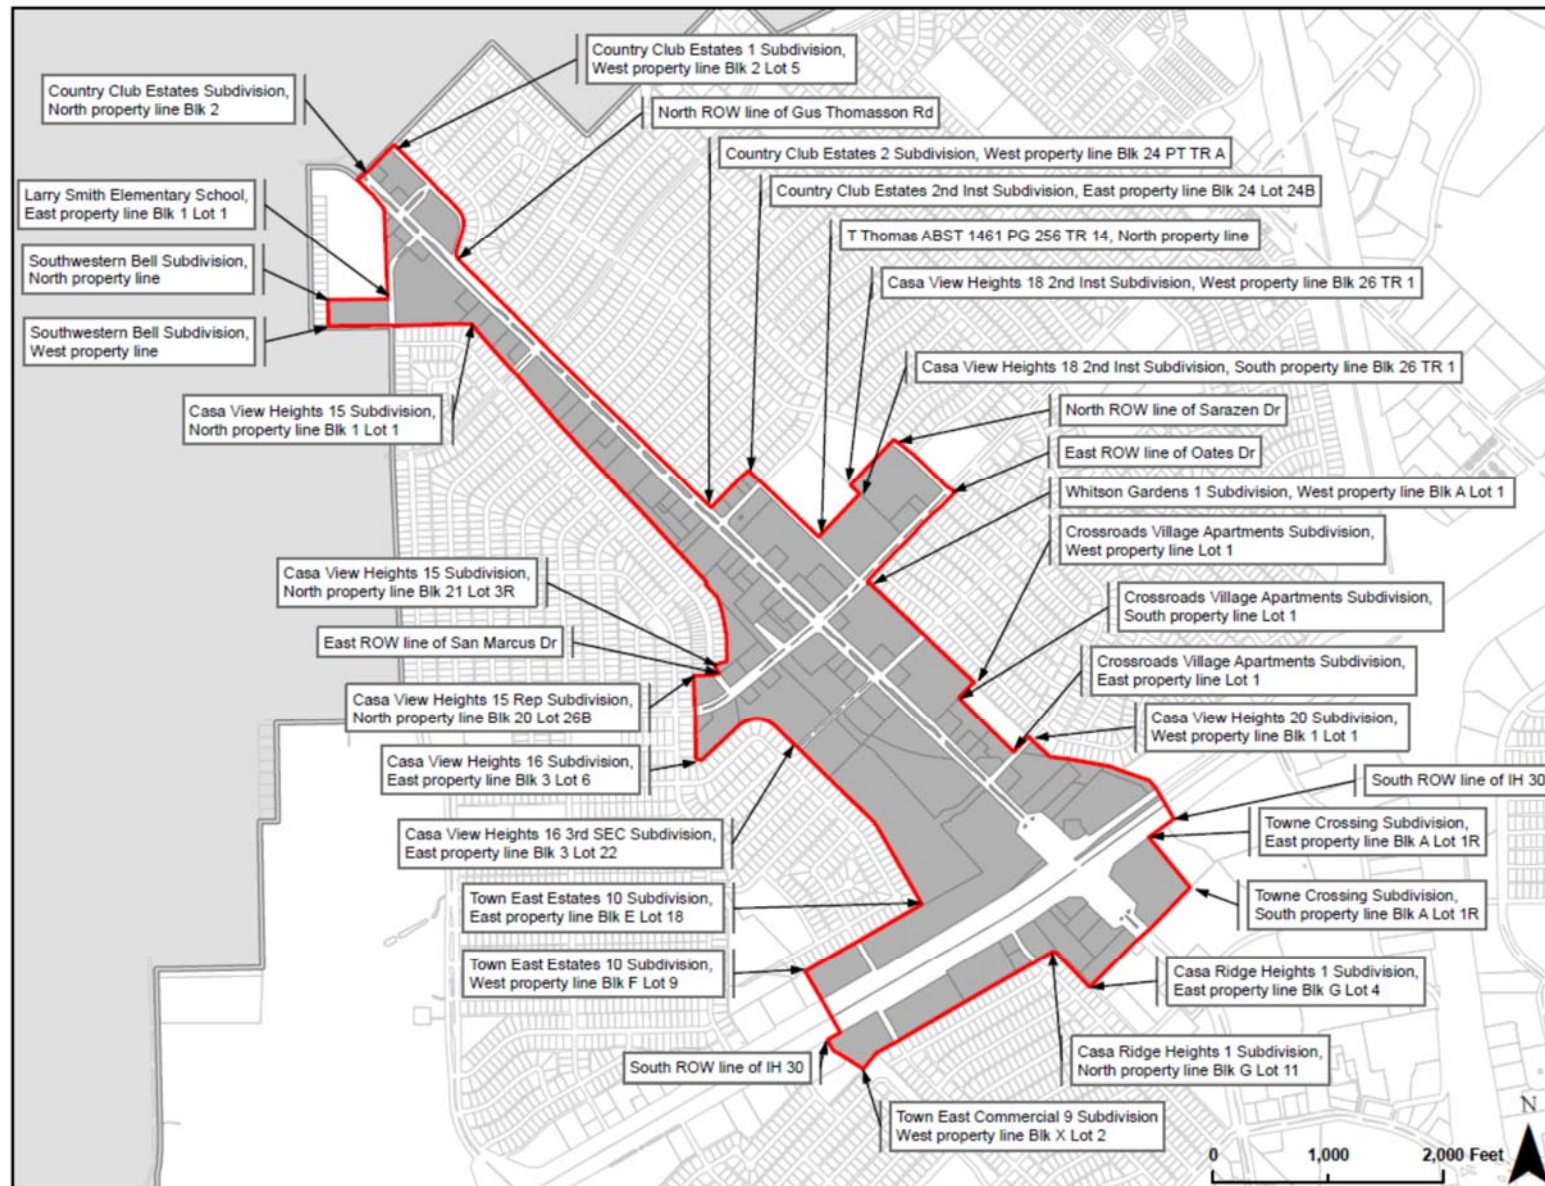 Country Club Estates 1 Subdivision,
West property line Blk 2 Lot 5
Country Club Estates Subdivision,
North property line Blk 2
North ROW line of Gus Thomasson Rd
Country Club Estates 2 Subdivision, West property line Blk 24 PT TR A
Larry Smith Elementary School,
East property line Blk 1 Lot 1
Country Club Estates 2nd Inst Subdivision, East property line Blk 24 Lot 24B
T Thomas ABST 1461 PG 256 TR 14, North property line
Southwestern Bell Subdivision,
North property line
Casa View Heights 18 2nd Inst Subdivision, West property line Blk 26 TR 1
Southwestern Bell Subdivision,
West property line
Casa View Heights 18 2nd Inst Subdivision, South property line Blk 26 TR 1
Casa View Heights 15 Subdivision,
North property line Blk 1 Lot 1
North ROW line of Sarazen Dr
East ROW line of Oates Dr
Whitson Gardens 1 Subdivision, West property line Blk A Lot 1
Crossroads Village Apartments Subdivision,
West property line Lot 1
Casa View Heights 15 Subdivision,
North property line Blk 21 Lot 3R
Crossroads Village Apartments Subdivision,
South property line Lot 1
East ROW line of San Marcus Dr
Crossroads Village Apartments Subdivision,
East property line Lot 1
Casa View Heights 15 Rep Subdivision,
North property line Blk 20 Lot 26B
Casa View Heights 20 Subdivision,
West property line Blk 1 Lot 1
Casa View Heights 16 Subdivision,
East property line Blk 3 Lot 6
South ROW line of IH 30
Casa View Heights 16 3rd SEC Subdivision,
East property line Blk 3 Lot 22
Towne Crossing Subdivision,
East property line Blk A Lot 1R
Town East Estates 10 Subdivision,
East property line Blk E Lot 18
Towne Crossing Subdivision,
South property line Blk A Lot 1R
Town East Estates 10 Subdivision,
West property line Blk F Lot 9
Casa Ridge Heights 1 Subdivision,
East property line Blk G Lot 4
South ROW line of IH 30
Casa Ridge Heights 1 Subdivision,
North property line Blk G Lot 11
Town East Commercial 9 Subdivision
West property line Blk X Lot 2
N
0 1,000 2,000 Feet